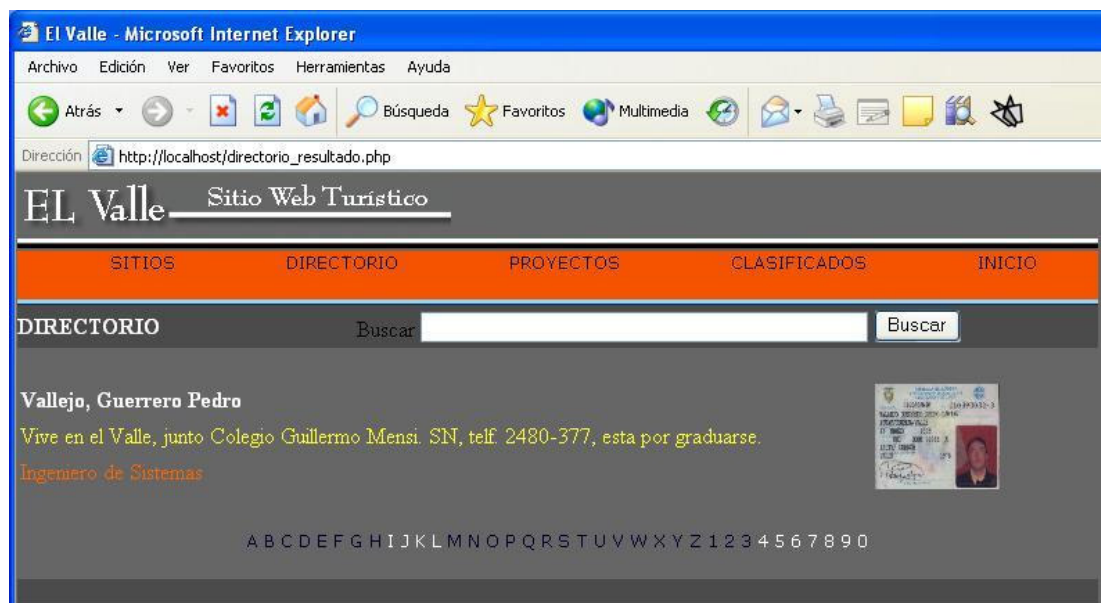 El Valle - Microsoft Internet Explorer
Archivo Edición Ver Favoritos Herramientas Ayuda
Atrás Búsqueda Favoritos Multimedia
Dirección http://localhost/directorio_resultado.php
EL Valle Sitio Web Turístico
SITIOS DIRECTORIO PROYECTOS CLASIFICADOS INICIO
DIRECTORIO Buscar Buscar
Vallejo, Guerrero Pedro
Vive en el Valle, junto Colegio Guillermo Mensi. SN, telf. 2480-377, esta por graduarse.
Ingeniero de Sistemas
A B C D E F G H I J K L M N O P Q R S T U V W X Y Z 1 2 3 4 5 6 7 8 9 0